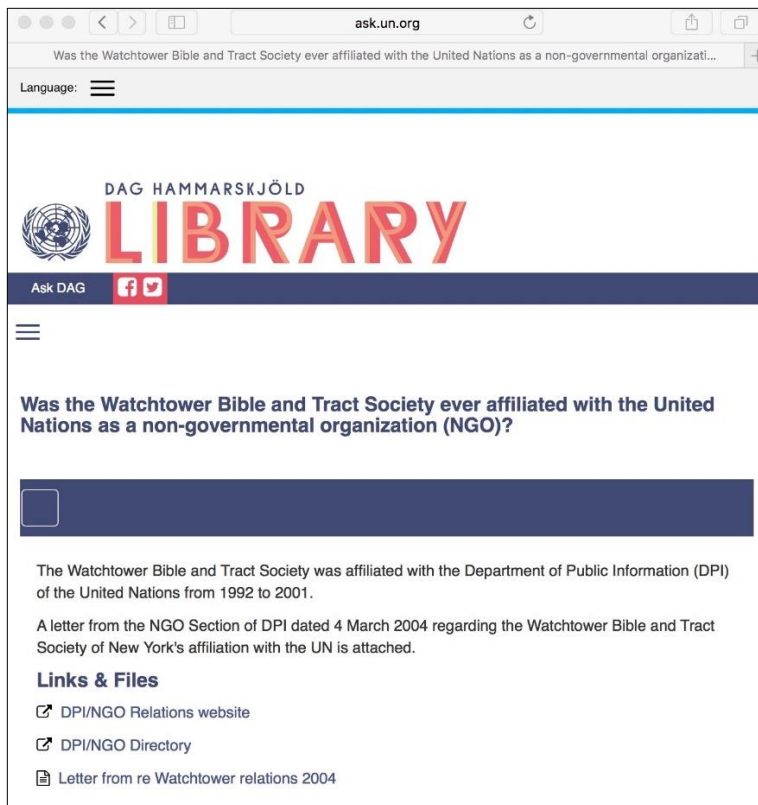 ask.un.org
Was the Watchtower Bible and Tract Society ever affiliated with the United Nations as a non-governmental organizati...
Language:
DAG HAMMARSKJÖLD
LIBRARY
Ask DAG
Was the Watchtower Bible and Tract Society ever affiliated with the United
Nations as a non-governmental organization (NGO)?
The Watchtower Bible and Tract Society was affiliated with the Department of Public Information (DPI)
of the United Nations from 1992 to 2001.
A letter from the NGO Section of DPI dated 4 March 2004 regarding the Watchtower Bible and Tract
Society of New York's affiliation with the UN is attached.
Links & Files
DPI/NGO Relations website
DPI/NGO Directory
Letter from re Watchtower relations 2004